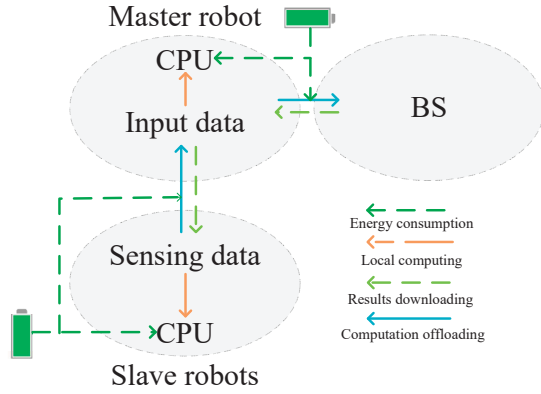 Master robot
CPU
Input data
BS
Sensing data
CPU
Slave robots
Energy consumption
Local computing
Results downloading
Computation offloading